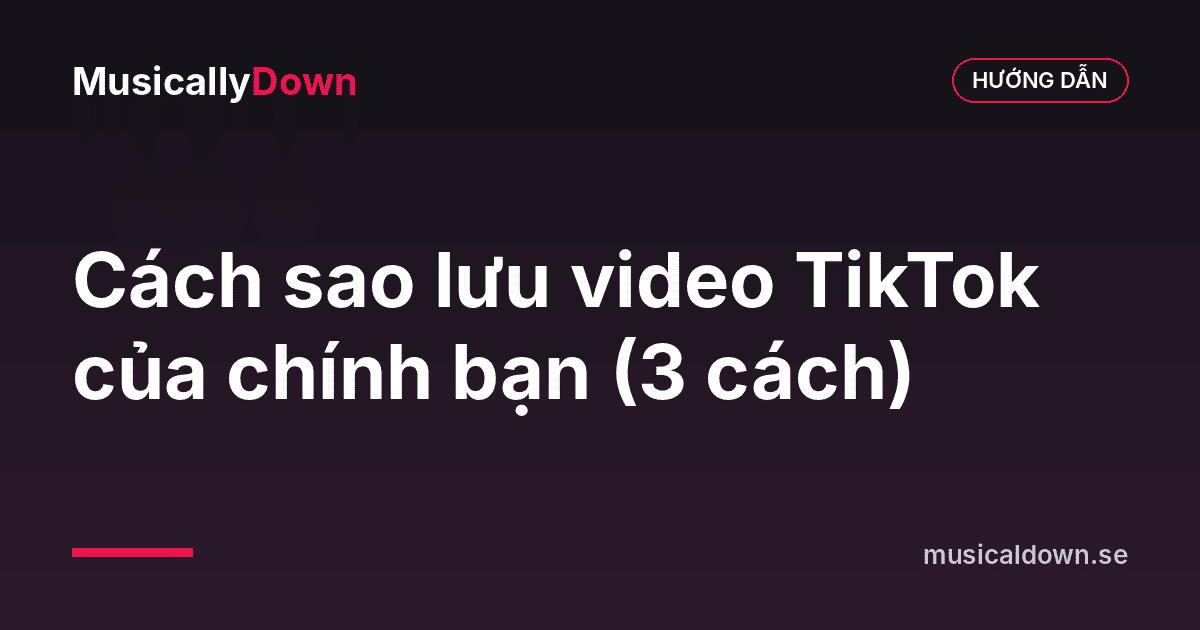 MusicallyDown
HƯỚNG DẪN
Cách sao lưu video TikTok
của chính bạn (3 cách)
musicaldown.se